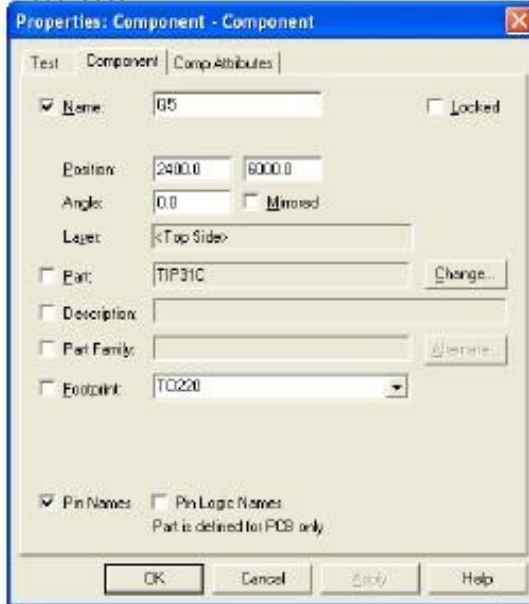 Properties: Component - Component
Test Component Comp.Attributes
Name: Q5 Locked
Position: 2400.0 6000.0
Angle: 0.0 Mirrored
Layer: <Top Side>
Part: TIP31C Change...
Description:
Part Family: Alternate...
Footprint: TO220
Pin Names Pin Logic Names
Part is defined for PCB only
OK Cancel Apply Help